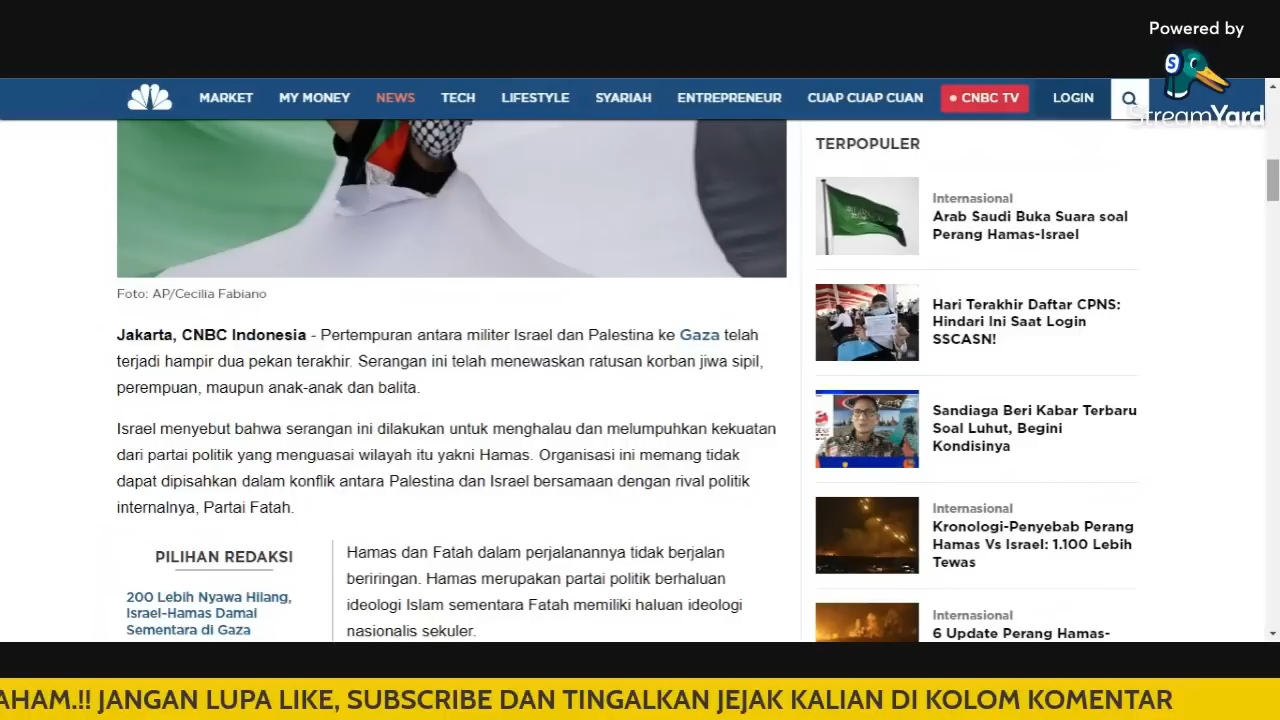 Powered by
StreamYard
MARKET MY MONEY NEWS TECH LIFESTYLE SYARIAH ENTREPRENEUR CUAP CUAP CUAN CNBC TV LOGIN
Foto: AP/Cecilia Fabiano
Jakarta, CNBC Indonesia - Pertempuran antara militer Israel dan Palestina ke Gaza telah
terjadi hampir dua pekan terakhir. Serangan ini telah menewaskan ratusan korban jiwa sipil,
perempuan, maupun anak-anak dan balita.
Israel menyebut bahwa serangan ini dilakukan untuk menghalau dan melumpuhkan kekuatan
dari partai politik yang menguasai wilayah itu yakni Hamas. Organisasi ini memang tidak
dapat dipisahkan dalam konflik antara Palestina dan Israel bersamaan dengan rival politik
internalnya, Partai Fatah.
PILIHAN REDAKSI
200 Lebih Nyawa Hilang,
Israel-Hamas Damai
Sementara di Gaza
Hamas dan Fatah dalam perjalanannya tidak berjalan
beriringan. Hamas merupakan partai politik berhaluan
ideologi Islam sementara Fatah memiliki haluan ideologi
nasionalis sekuler.
TERPOPULER
Internasional
Arab Saudi Buka Suara soal
Perang Hamas-Israel
Hari Terakhir Daftar CPNS:
Hindari Ini Saat Login
SSCASN!
Sandiaga Beri Kabar Terbaru
Soal Luhut, Begini
Kondisinya
Internasional
Kronologi-Penyebab Perang
Hamas Vs Israel: 1.100 Lebih
Tewas
Internasional
6 Update Perang Hamas-
AHAM.!! JANGAN LUPA LIKE, SUBSCRIBE DAN TINGALKAN JEJAK KALIAN DI KOLOM KOMENTAR